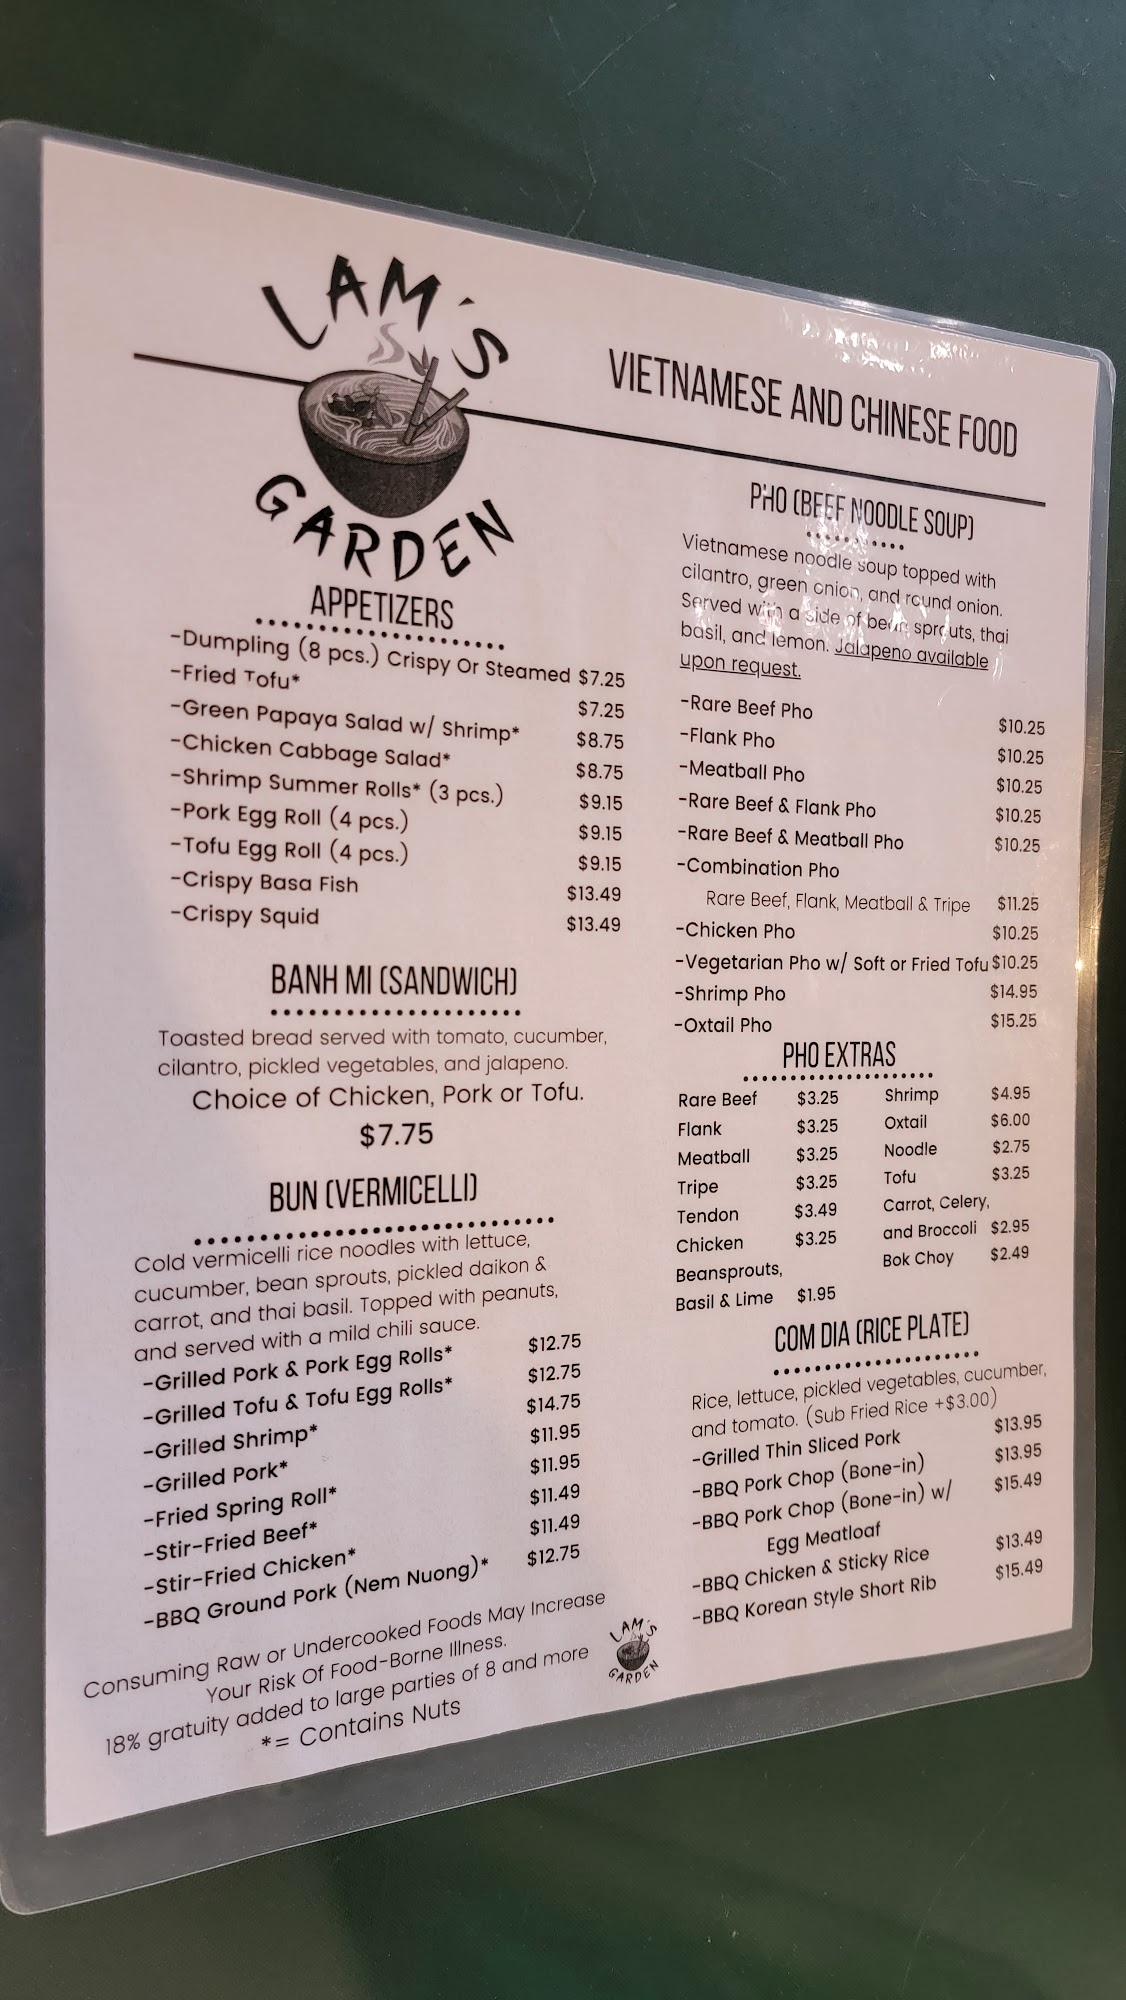 LAM'S
GARDEN
VIETNAMESE AND CHINESE FOOD
APPETIZERS
-Dumpling (8 pcs.) Crispy Or Steamed $7.25
-Fried Tofu* $7.25
-Green Papaya Salad w/ Shrimp* $8.75
-Chicken Cabbage Salad* $8.75
-Shrimp Summer Rolls* (3 pcs.) $9.15
-Pork Egg Roll (4 pcs.) $9.15
-Tofu Egg Roll (4 pcs.) $9.15
-Crispy Basa Fish $13.49
-Crispy Squid $13.49
BANH MI (SANDWICH)
Toasted bread served with tomato, cucumber,
cilantro, pickled vegetables, and jalapeno.
Choice of Chicken, Pork or Tofu.
$7.75
BUN (VERMICELLI)
Cold vermicelli rice noodles with lettuce,
cucumber, bean sprouts, pickled daikon &
carrot, and thai basil. Topped with peanuts,
and served with a mild chili sauce.
-Grilled Pork & Pork Egg Rolls* $12.75
-Grilled Tofu & Tofu Egg Rolls* $12.75
-Grilled Shrimp* $14.75
-Grilled Pork* $11.95
-Fried Spring Roll* $11.95
-Stir-Fried Beef* $11.49
-Stir-Fried Chicken* $11.49
-BBQ Ground Pork (Nem Nuong)* $12.75
PHO (BEEF NOODLE SOUP)
Vietnamese noodle soup topped with
cilantro, green onion, and round onion.
Served with a side of bean sprouts, thai
basil, and lemon. Jalapeno available
upon request.
-Rare Beef Pho $10.25
-Flank Pho $10.25
-Meatball Pho $10.25
-Rare Beef & Flank Pho $10.25
-Rare Beef & Meatball Pho $10.25
-Combination Pho
Rare Beef, Flank, Meatball & Tripe $11.25
-Chicken Pho $10.25
-Vegetarian Pho w/ Soft or Fried Tofu $10.25
-Shrimp Pho $14.95
-Oxtail Pho $15.25
PHO EXTRAS
Rare Beef $3.25
Flank $3.25
Meatball $3.25
Tripe $3.25
Tendon $3.49
Chicken $3.25
Beansprouts,
Basil & Lime $1.95
Shrimp $4.95
Oxtail $6.00
Noodle $2.75
Tofu $3.25
Carrot, Celery,
and Broccoli $2.95
Bok Choy $2.49
COM DIA (RICE PLATE)
Rice, lettuce, pickled vegetables, cucumber,
and tomato. (Sub Fried Rice +$3.00)
-Grilled Thin Sliced Pork $13.95
-BBQ Pork Chop (Bone-in) $13.95
-BBQ Pork Chop (Bone-in) w/ $15.49
Egg Meatloaf
-BBQ Chicken & Sticky Rice $13.49
-BBQ Korean Style Short Rib $15.49
Consuming Raw or Undercooked Foods May Increase
Your Risk Of Food-Borne Illness.
18% gratuity added to large parties of 8 and more
*= Contains Nuts
LAM'S
GARDEN